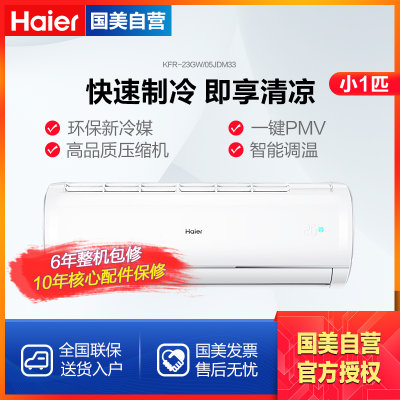 Haier 国美自营
KFR-23GW/05JDM33
快速制冷 即享清凉
小1匹
环保新冷媒 一键PMV
高品质压缩机 智能调温
Haier
6年整机包修
10年核心配件保修
全国联保 国美发票
送货入户 售后无忧
国美自营
官方授权